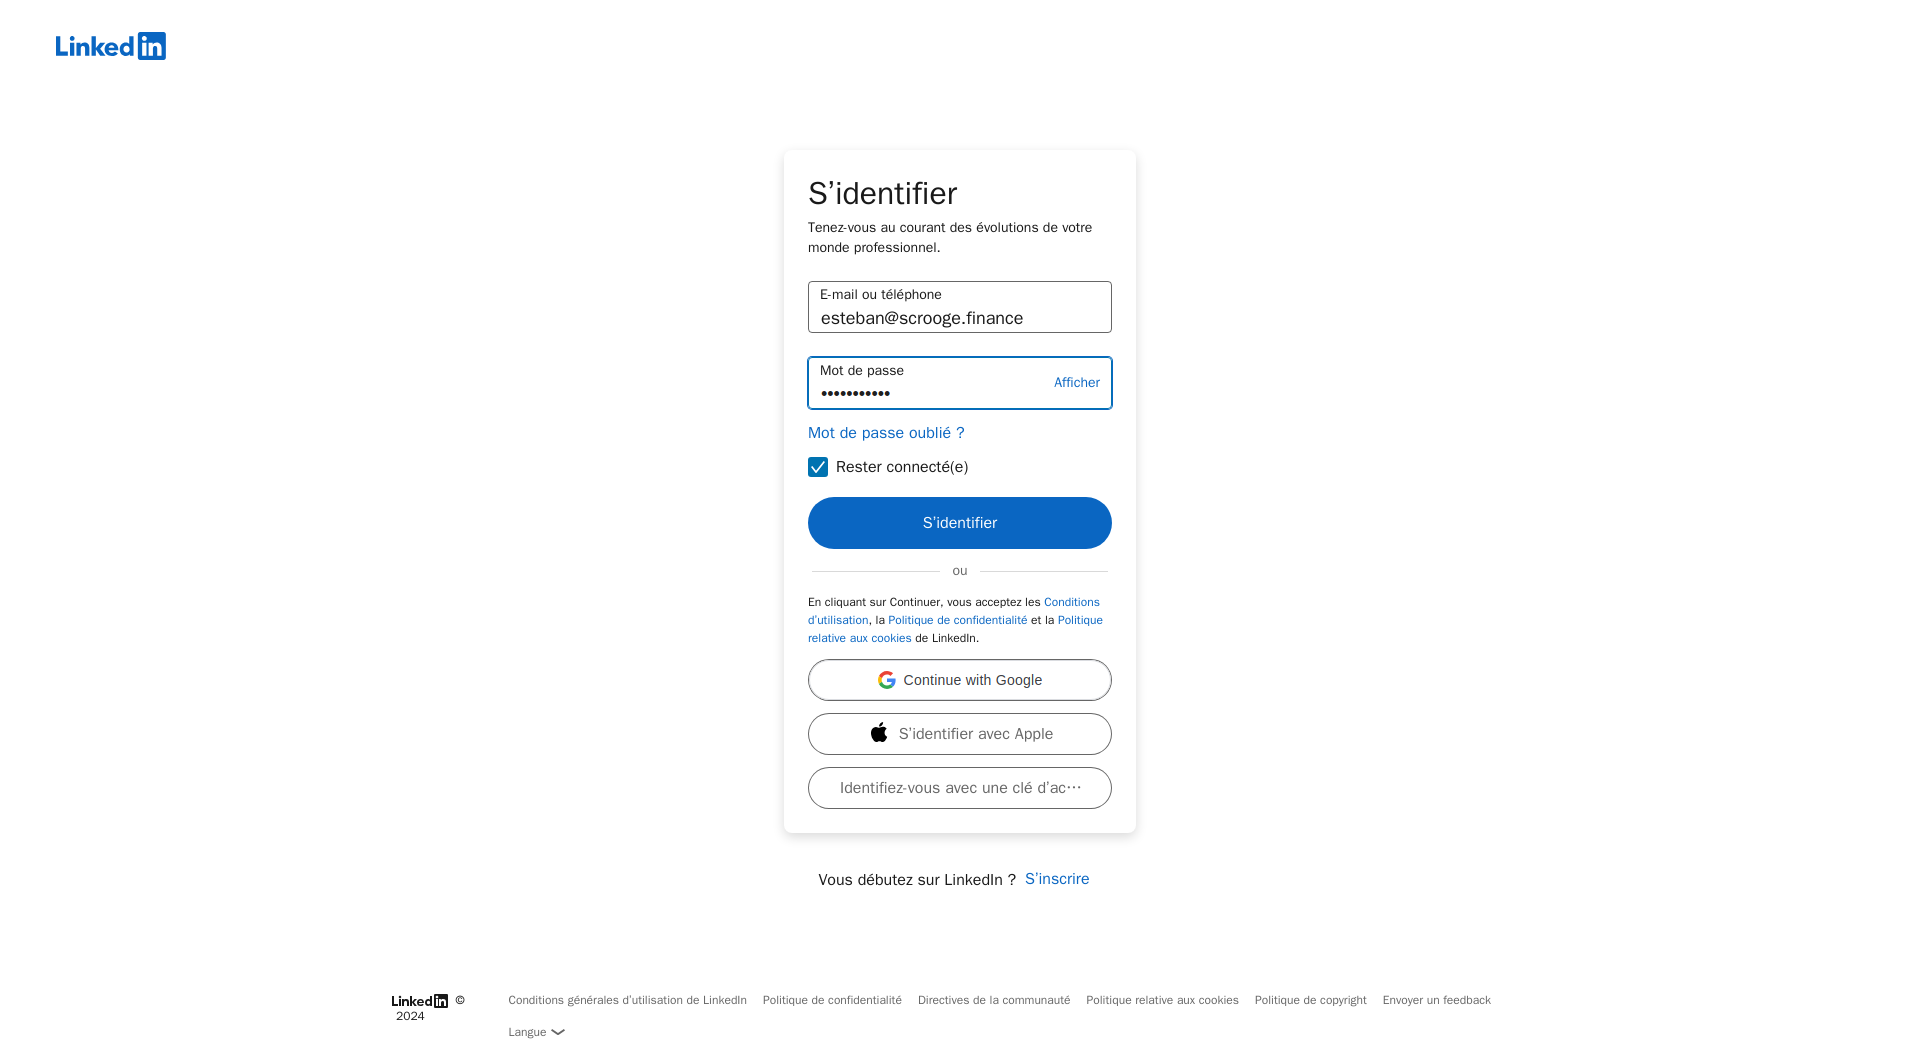 Linkedin
S'identifier
Tenez-vous au courant des évolutions de votre
monde professionnel.
E-mail ou téléphone
esteban@scrooge.finance
Mot de passe
•••••••••••
Afficher
Mot de passe oublié ?
Rester connecté(e)
S'identifier
ou
En cliquant sur Continuer, vous acceptez les Conditions
d'utilisation, la Politique de confidentialité et la Politique
relative aux cookies de LinkedIn.
Continue with Google
S'identifier avec Apple
Identifiez-vous avec une clé d'ac…
Vous débutez sur LinkedIn ? S'inscrire
Linkedin ©
2024
Conditions générales d'utilisation de LinkedIn Politique de confidentialité Directives de la communauté Politique relative aux cookies Politique de copyright Envoyer un feedback
Langue